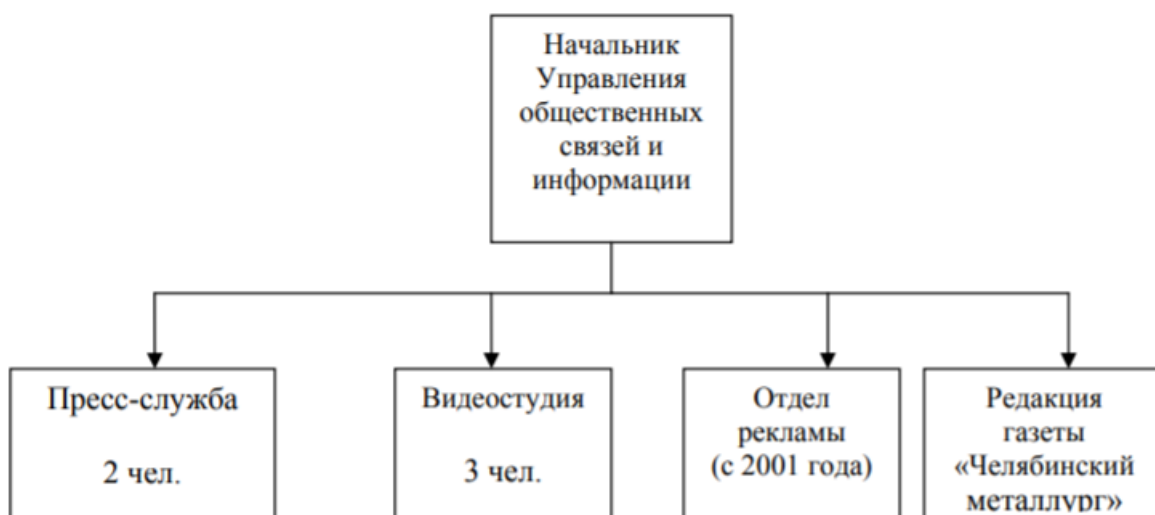 Начальник
Управления
общественных
связей и
информации
Пресс-служба
2 чел.
Видеостудия
3 чел.
Отдел
рекламы
(с 2001 года)
Редакция
газеты
«Челябинский
металлург»